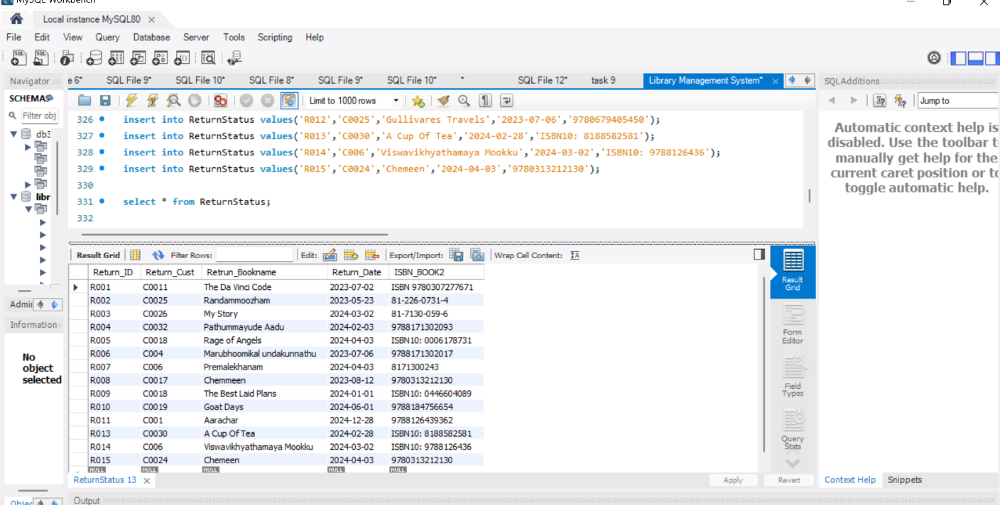 MySQL Workbench
Local instance MySQL80
File Edit View Query Database Server Tools Scripting Help
Navigator e 6* SQL File 9* SQL File 10* SQL File 8* SQL File 9* SQL File 10* * SQL File 12* task 9 Library Management System* SQLAdditions
SCHEMAS Limit to 1000 rows Jump to
Filter obj
326 insert into ReturnStatus values('R012','C0025','Gullivares Travels','2023-07-06','9780679405450');
327 insert into ReturnStatus values('R013','C0030','A Cup Of Tea','2024-02-28','ISBN10: 8188582581');
328 insert into ReturnStatus values('R014','C006','Viswavikhyathamaya Mookku','2024-03-02','ISBN10: 9788126436');
329 insert into ReturnStatus values('R015','C0024','Chemeen','2024-04-03','9780313212130');
330
331 select * from ReturnStatus;
332
db3
libr
Automatic context help is
disabled. Use the toolbar t
manually get help for the
current caret position or to
toggle automatic help.
Result Grid Filter Rows: Edit: Export/Import: Wrap Cell Content:
Return_ID Return_Cust Retrun_Bookname Return_Date ISBN_BOOK2
R001 C0011 The Da Vinci Code 2023-07-02 ISBN 9780307277671
R002 C0025 Randammoozham 2023-05-23 81-226-0731-4
R003 C0026 My Story 2024-03-02 81-7130-059-6
R004 C0032 Pathummayude Aadu 2024-02-03 9788171302093
R005 C0018 Rage of Angels 2024-04-03 ISBN10: 0006178731
R006 C004 Marubhoomikal undakunnathu 2023-07-06 9788171302017
R007 C006 Premalekhanam 2024-04-03 8171300243
R008 C0017 Chemmeen 2023-08-12 9780313212130
R009 C0018 The Best Laid Plans 2024-01-01 ISBN10: 0446604089
R010 C0019 Goat Days 2024-06-01 9788184756654
R011 C001 Aarachar 2024-12-28 9788126439362
R013 C0030 A Cup Of Tea 2024-02-28 ISBN10: 8188582581
R014 C006 Viswavikhyathamaya Mookku 2024-03-02 ISBN10: 9788126436
R015 C0024 Chemeen 2024-04-03 9780313212130
NULL NULL NULL NULL NULL
Result
Grid
Form
Editor
Field
Types
Query
Stats
Admi
Information
No
object
selected
ReturnStatus 13 Apply Revert Context Help Snippets
Objec Output